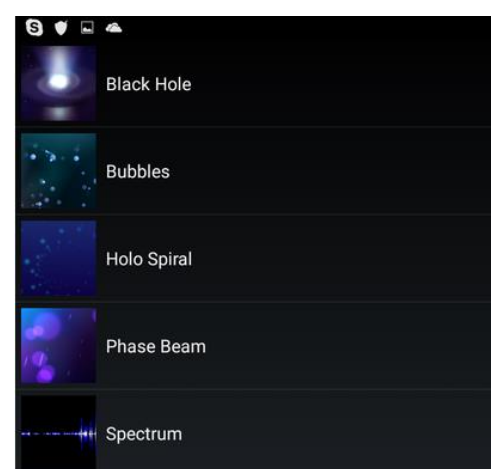 Black Hole
Bubbles
Holo Spiral
Phase Beam
Spectrum